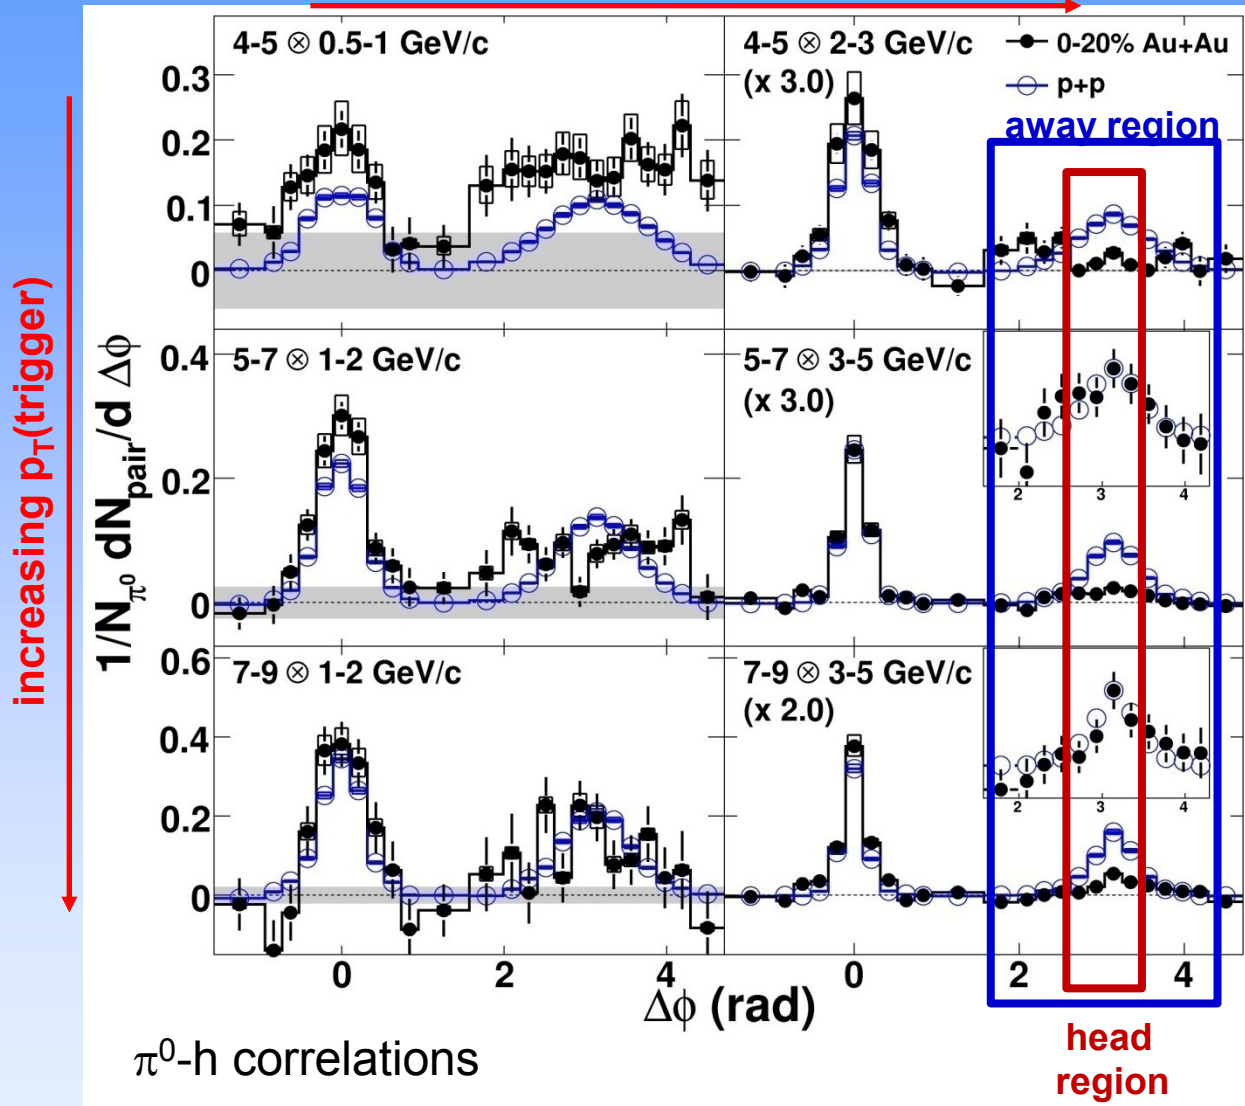 4-5 ⊗ 0.5-1 GeV/c
4-5 ⊗ 2-3 GeV/c
(x 3.0)
0-20% Au+Au
p+p
away region
0.3
0.2
0.1
0
5-7 ⊗ 1-2 GeV/c
5-7 ⊗ 3-5 GeV/c
(x 3.0)
2 3 4
0.4
0.2
0
7-9 ⊗ 1-2 GeV/c
7-9 ⊗ 3-5 GeV/c
(x 2.0)
2 3 4
0.6
0.4
0.2
0
0 2 4 0 2 4
Δϕ (rad)
1/N_π⁰ dN_pair/d Δϕ
increasing p_T(trigger)
π⁰-h correlations
head
region